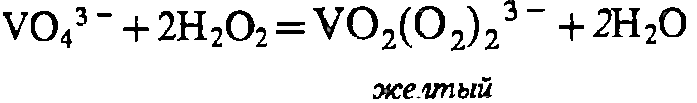 VO₄³⁻ + 2H₂O₂ = VO₂(O₂)₂³⁻ + 2H₂O
желтый